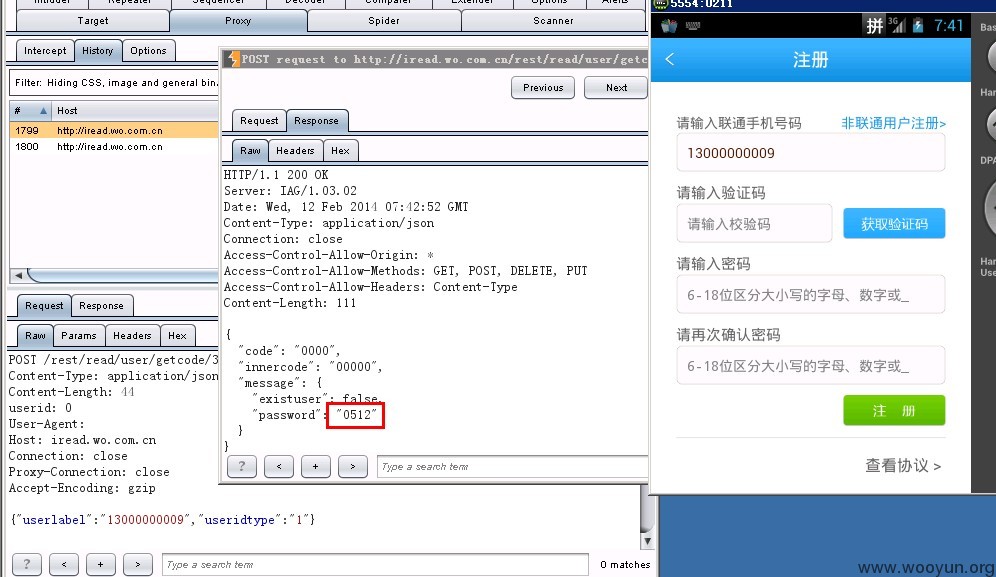 Intruder Repeater Sequencer Decoder Comparer Extender Options Alerts
Target Proxy Spider Scanner
Intercept History Options
Filter: Hiding CSS, image and general bin
# Host
1799 http://iread.wo.com.cn
1800 http://iread.wo.com.cn
Request Response
Raw Params Headers Hex
POST /rest/read/user/getcode/3
Content-Type: application/json
Content-Length: 44
userid: 0
User-Agent:
Host: iread.wo.com.cn
Connection: close
Proxy-Connection: close
Accept-Encoding: gzip
{"userlabel":"13000000009","useridtype":"1"}
? < + > Type a search term 0 matches
POST request to http://iread.wo.com.cn/rest/read/user/getc
Previous Next
Request Response
Raw Headers Hex
HTTP/1.1 200 OK
Server: IAG/1.03.02
Date: Wed, 12 Feb 2014 07:42:52 GMT
Content-Type: application/json
Connection: close
Access-Control-Allow-Origin: *
Access-Control-Allow-Methods: GET, POST, DELETE, PUT
Access-Control-Allow-Headers: Content-Type
Content-Length: 111
{
"code": "0000",
"innercode": "00000",
"message": {
"existuser": false,
"password": "0512"
}
}
? < + > Type a search term
5554:0211
拼 3G 7:41
< 注册
请输入联通手机号码 非联通用户注册>
13000000009
请输入验证码
请输入校验码 获取验证码
请输入密码
6-18位区分大小写的字母、数字或_
请再次确认密码
6-18位区分大小写的字母、数字或_
注 册
查看协议 >
Bas
Har
DPA
Har
Use
www.wooyun.org